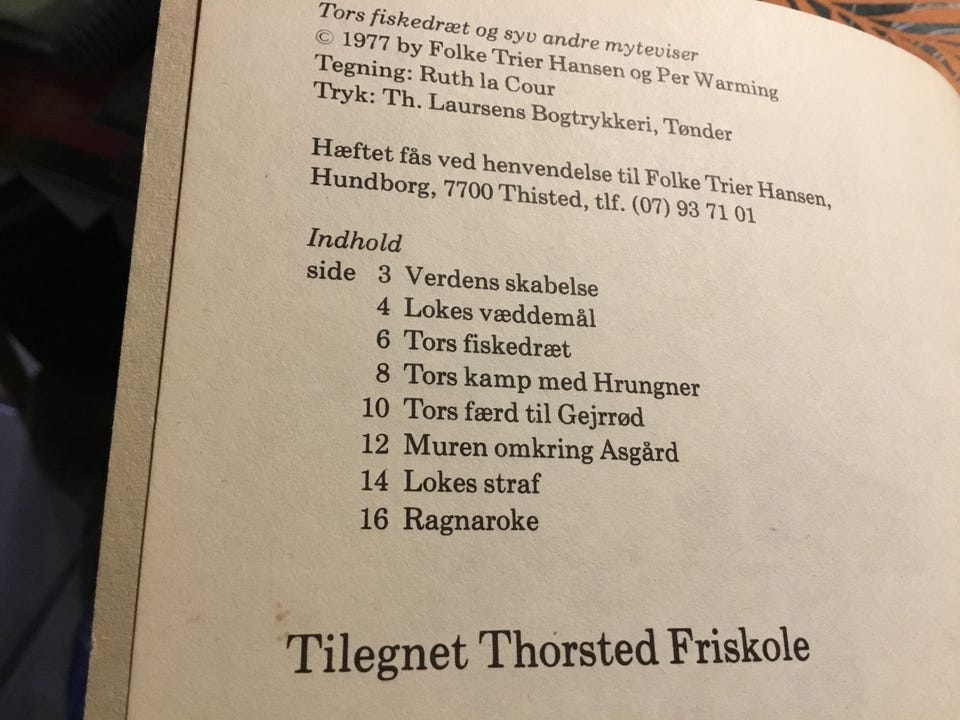 Tors fiskedræt og syv andre myteviser
© 1977 by Folke Trier Hansen og Per Warming
Tegning: Ruth la Cour
Tryk: Th. Laursens Bogtrykkeri, Tønder
Hæftet fås ved henvendelse til Folke Trier Hansen,
Hundborg, 7700 Thisted, tlf. (07) 93 71 01
Indhold
side 3 Verdens skabelse
4 Lokes væddemål
6 Tors fiskedræt
8 Tors kamp med Hrungner
10 Tors færd til Gejrrød
12 Muren omkring Asgård
14 Lokes straf
16 Ragnaroke
Tilegnet Thorsted Friskole